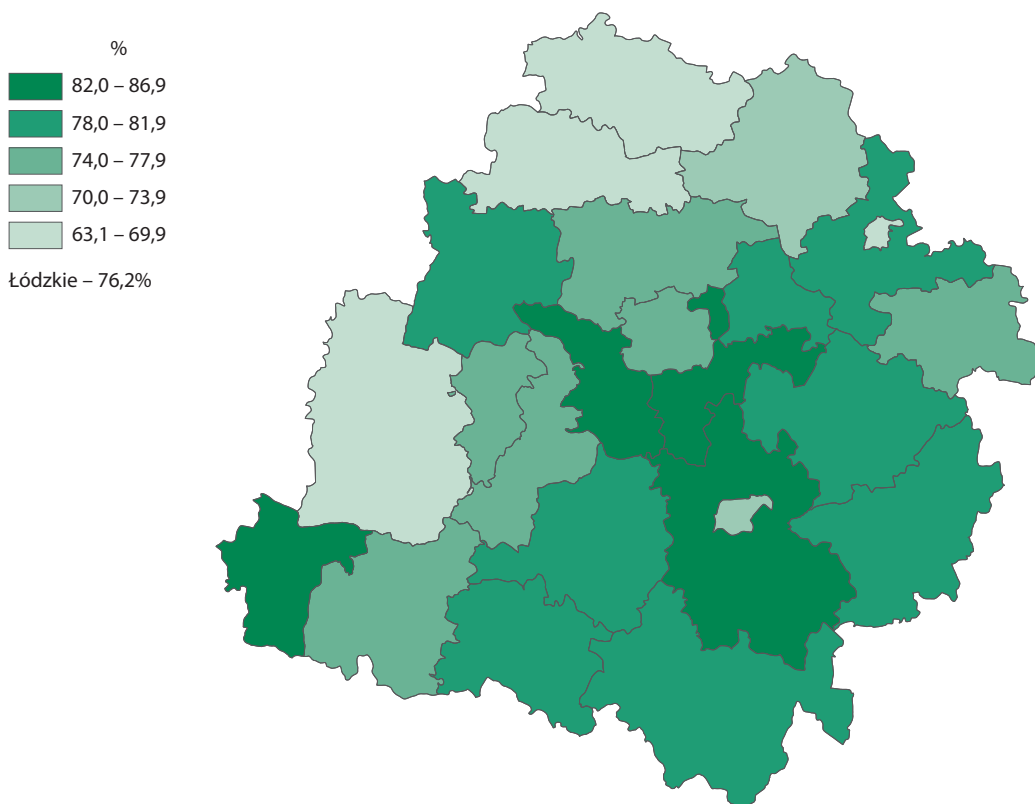 %
82,0 – 86,9
78,0 – 81,9
74,0 – 77,9
70,0 – 73,9
63,1 – 69,9
Łódzkie – 76,2%